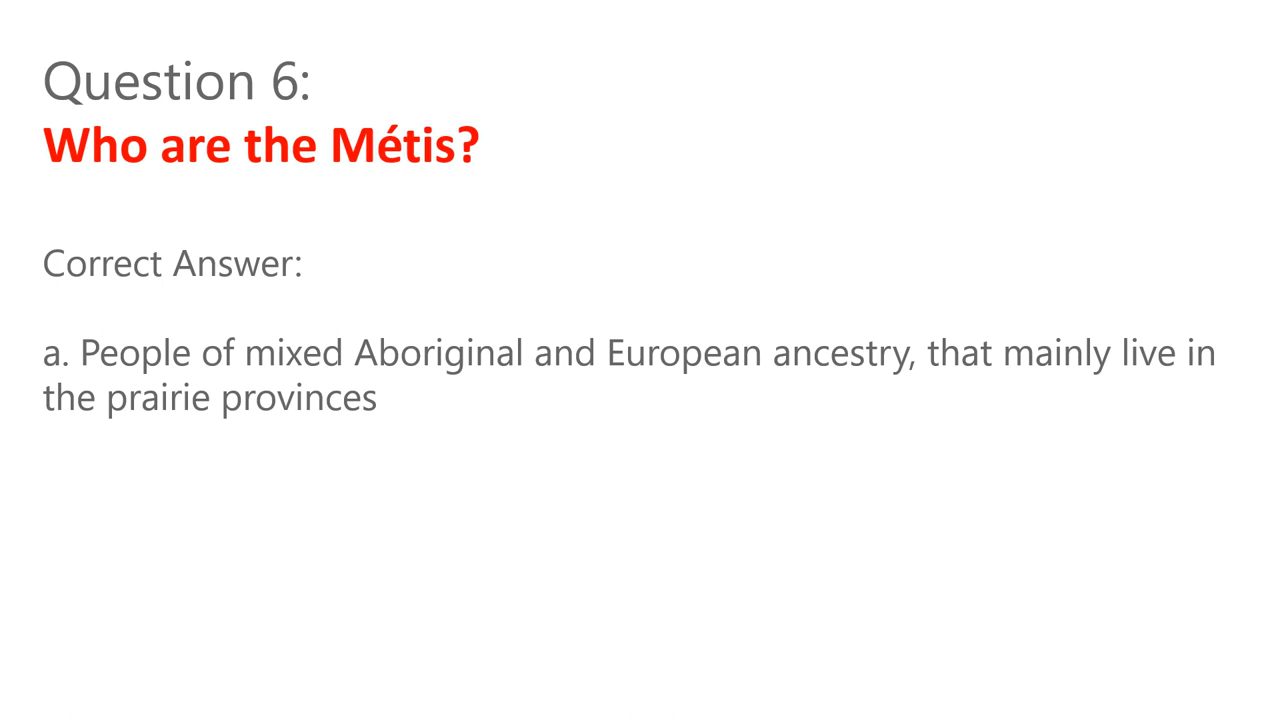 Question 6:
Who are the Métis?
Correct Answer:
a. People of mixed Aboriginal and European ancestry, that mainly live in
the prairie provinces